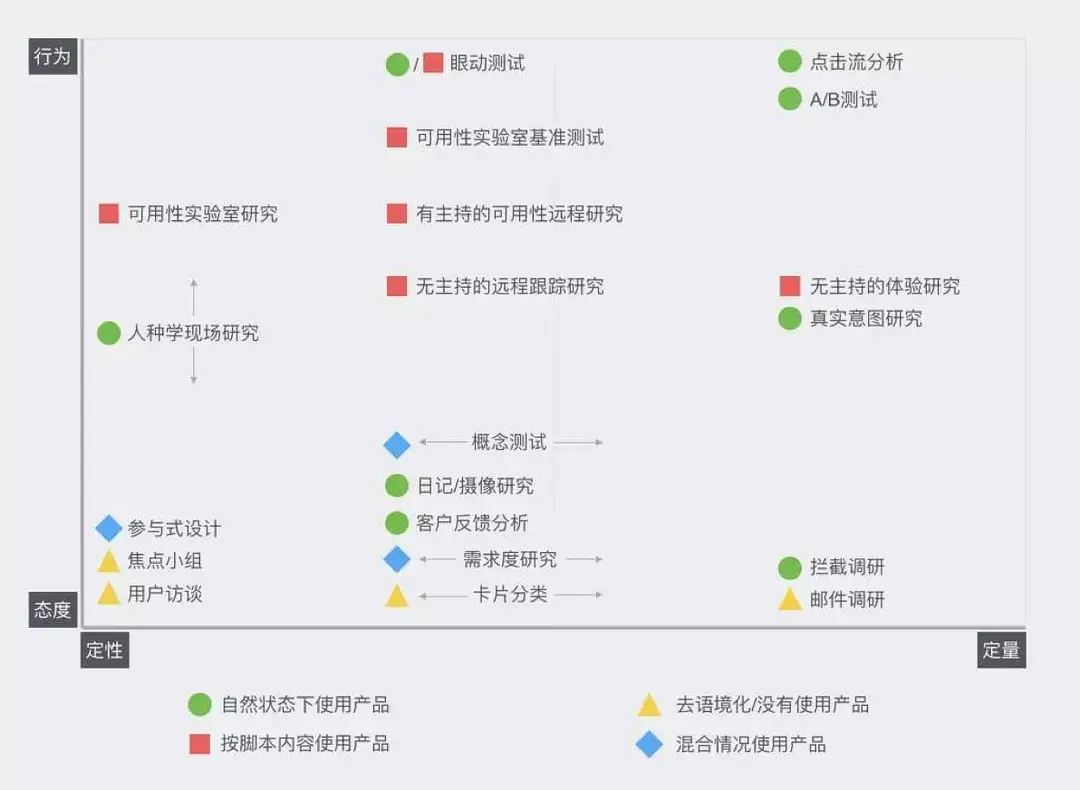 行为
/ 眼动测试
点击流分析
A/B测试
可用性实验室基准测试
可用性实验室研究
有主持的可用性远程研究
无主持的远程跟踪研究
无主持的体验研究
真实意图研究
人种学现场研究
概念测试
日记/摄像研究
客户反馈分析
参与式设计
焦点小组
需求度研究
用户访谈
卡片分类
拦截调研
邮件调研
态度
定性
定量
自然状态下使用产品
去语境化/没有使用产品
按脚本内容使用产品
混合情况使用产品